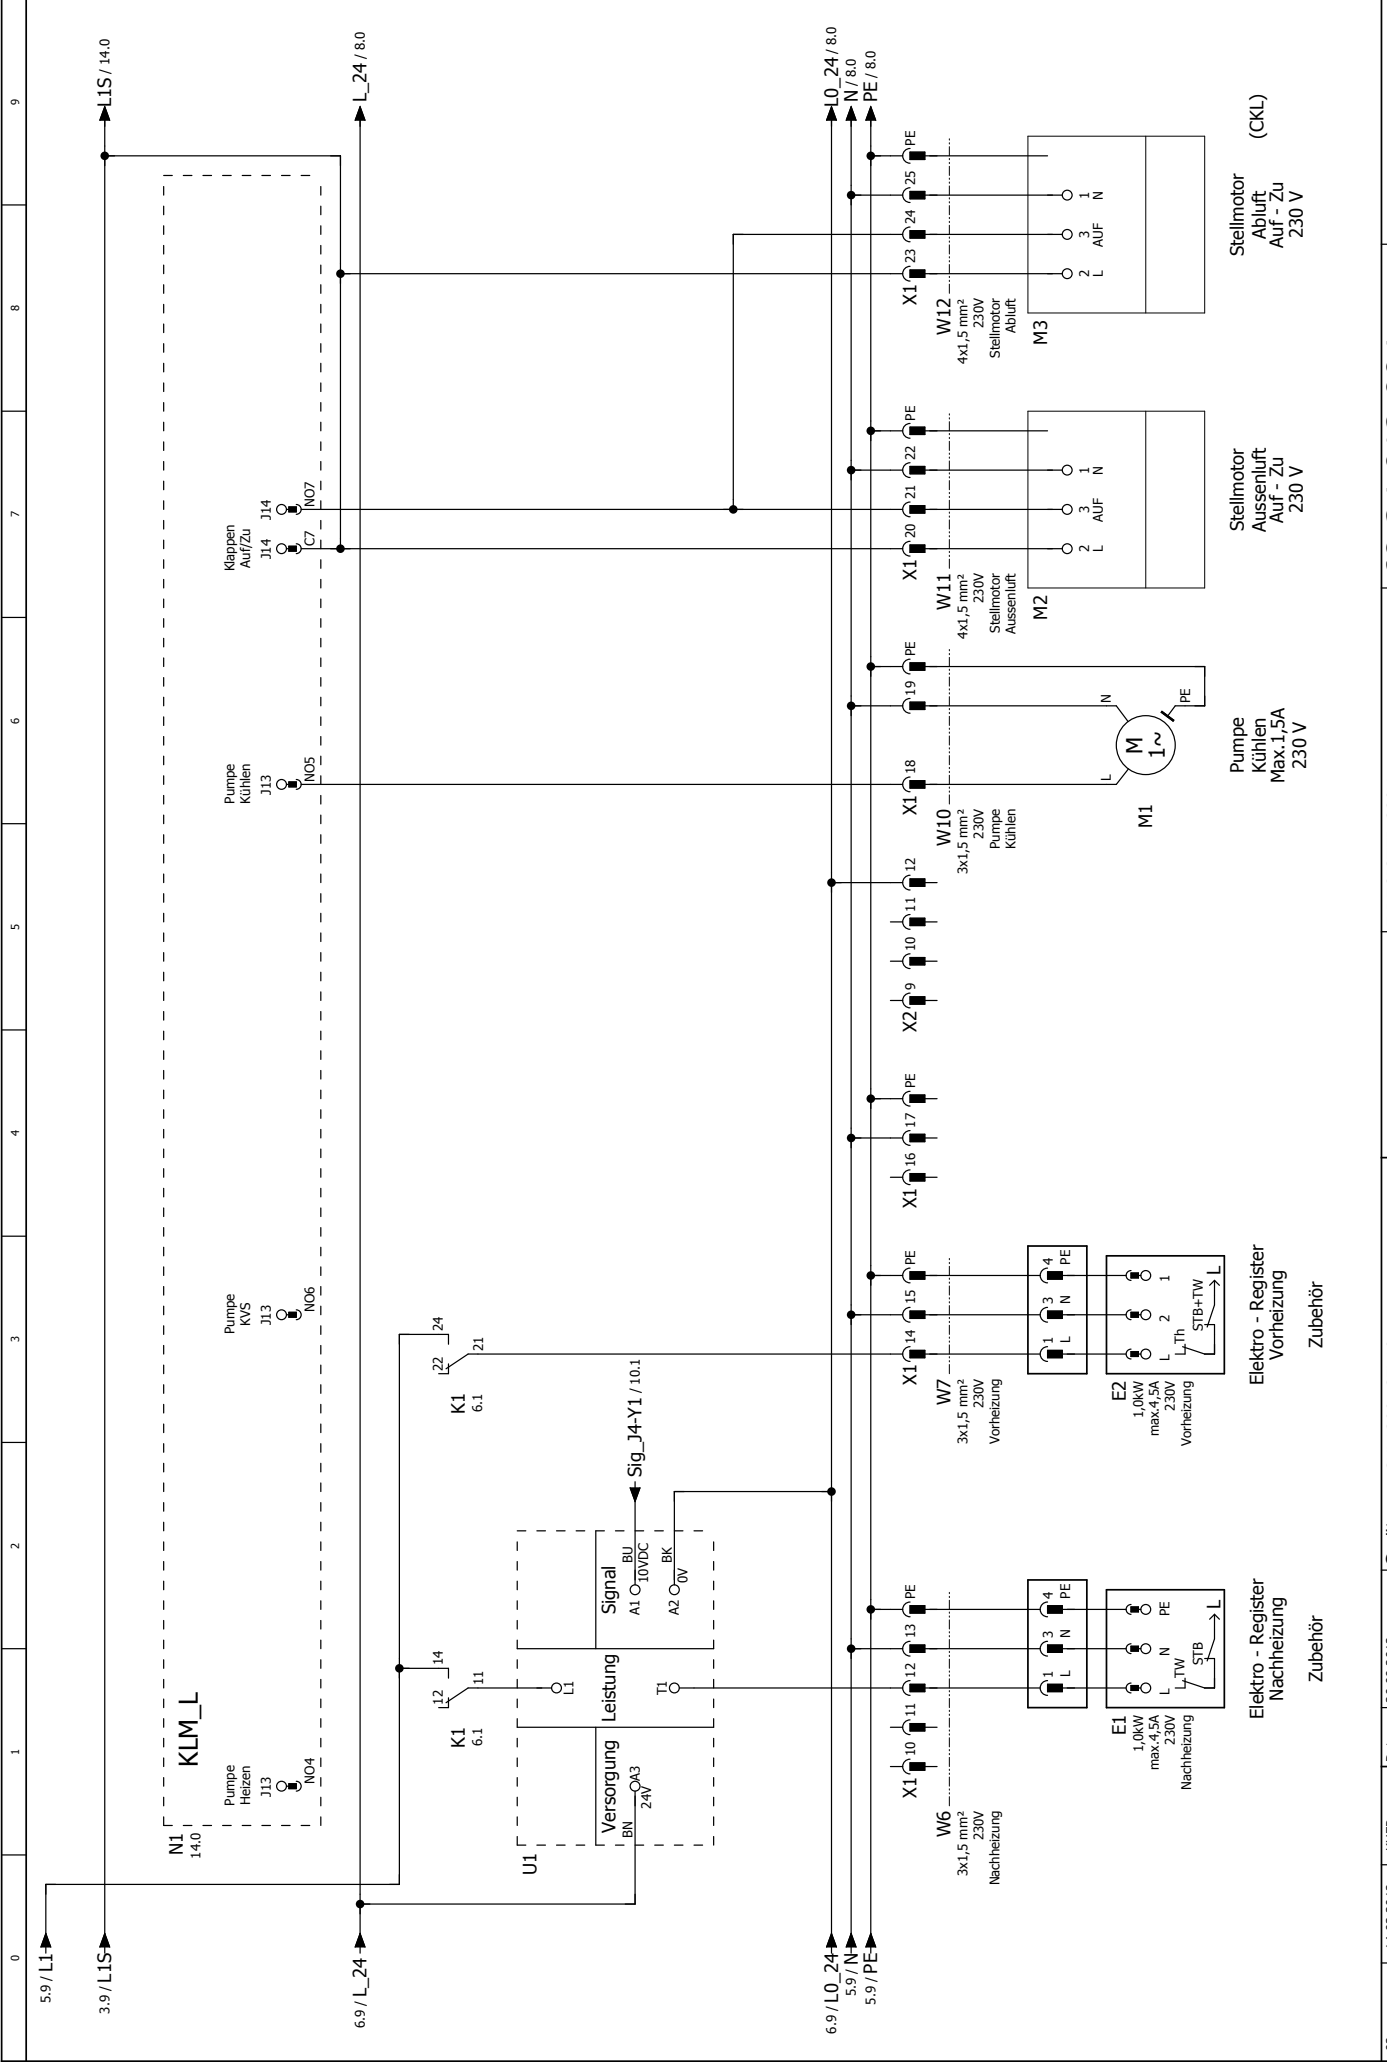 0
1
2
3
4
5
6
7
8
9
5.9 / L1
3.9 / L1S
L1S / 14.0
6.9 / L_24
L_24 / 8.0
6.9 / L0_24
5.9 / N
5.9 / PE
L0_24 / 8.0
N / 8.0
PE / 8.0
N1
14.0
KLM_L
Pumpe
Heizen
J13
NO4
Pumpe
KVS
J13
NO6
Pumpe
Kühlen
J13
NO5
Klappen
Auf/Zu
J14
C7
J14
NO7
K1
6.1
12
14
11
K1
6.1
22
24
21
U1
Versorgung
BN
A3
24V
Leistung
L1
T1
Signal
A1
BU
10VDC
A2
BK
0V
Sig_J4-Y1 / 10.1
X1
10
11
12
13
PE
X1
14
15
PE
X1
16
17
PE
X2
9
10
11
12
X1
18
19
PE
X1
20
21
22
PE
X1
23
24
25
PE
W6
3x1,5 mm²
230V
Nachheizung
W7
3x1,5 mm²
230V
Vorheizung
W10
3x1,5 mm²
230V
Pumpe
Kühlen
W11
4x1,5 mm²
230V
Stellmotor
Aussenluft
W12
4x1,5 mm²
230V
Stellmotor
Abluft
1
3
4
L
N
PE
E1
1,0kW
max.4,5A
230V
Nachheizung
L
N
PE
TW
STB
L
Elektro - Register
Nachheizung
Zubehör
1
3
4
L
N
PE
E2
1,0kW
max.4,5A
230V
Vorheizung
L
2
1
Th
STB+TW
L
Elektro - Register
Vorheizung
Zubehör
M1
L
N
PE
M
1~
Pumpe
Kühlen
Max.1,5A
230 V
M2
2
3
1
L
AUF
N
Stellmotor
Aussenluft
Auf - Zu
230 V
M3
2
3
1
L
AUF
N
Stellmotor
Abluft
Auf - Zu
230 V
(CKL)